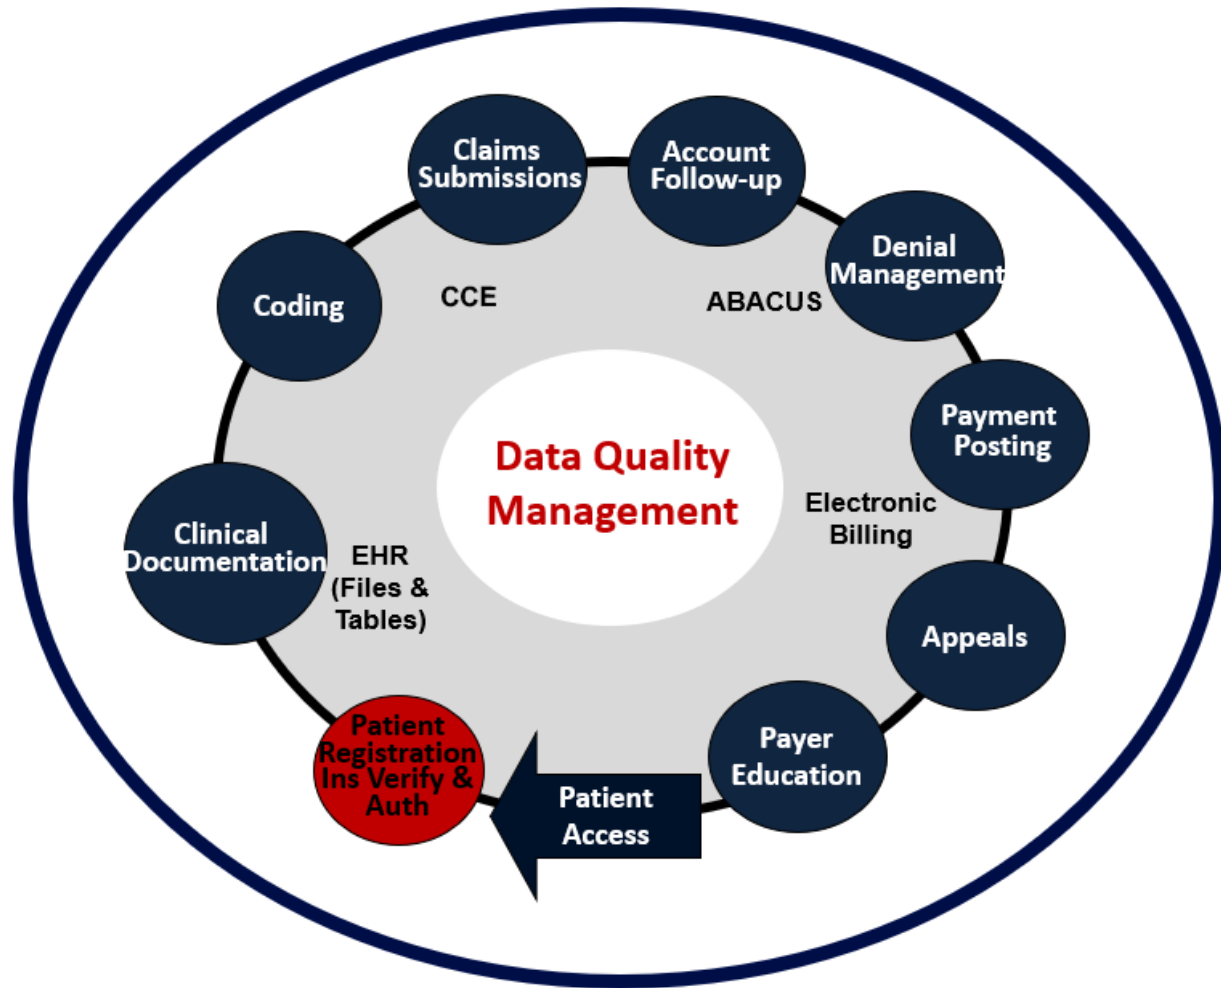 Claims
Submissions
Account
Follow-up
Denial
Management
Coding
CCE
ABACUS
Payment
Posting
Data Quality
Management
Electronic
Billing
Clinical
Documentation
EHR
(Files &
Tables)
Appeals
Patient
Registration
Ins Verify &
Auth
Patient
Access
Payer
Education